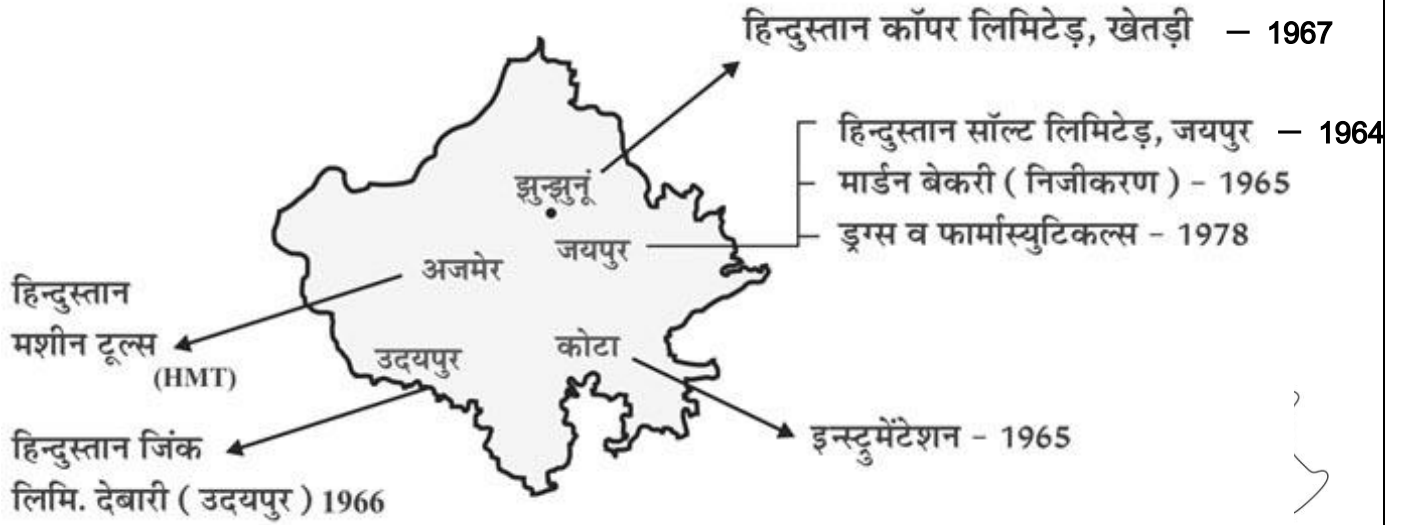 हिन्दुस्तान कॉपर लिमिटेड़, खेतड़ी – 1967
हिन्दुस्तान सॉल्ट लिमिटेड़, जयपुर – 1964
मार्डन बेकरी ( निजीकरण ) - 1965
ड्रग्स व फार्मास्युटिकल्स - 1978
झुन्झुनूं
जयपुर
अजमेर
हिन्दुस्तान
मशीन टूल्स
(HMT)
उदयपुर
कोटा
हिन्दुस्तान जिंक
लिमि. देबारी ( उदयपुर ) 1966
इन्स्ट्रुमेंटेशन - 1965